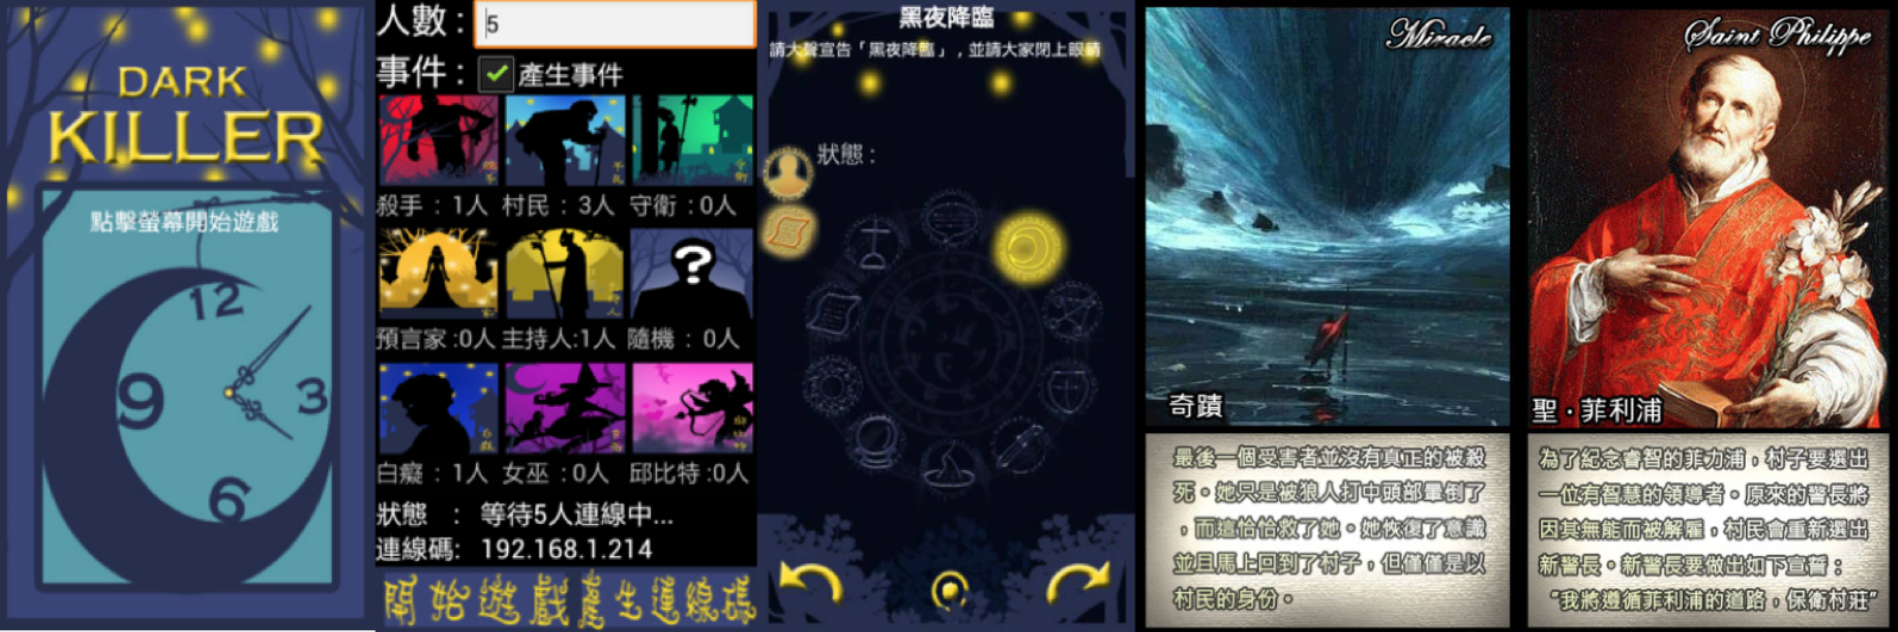 DARK
KILLER
點擊螢幕開始遊戲
12
9
3
6
人數 : 5
事件 : 產生事件
殺手 : 1人 村民 : 3人 守衛 :0人
預言家 :0人 主持人:1人 隨機 : 0人
白癡 : 1人 女巫 :0人 邱比特 :0人
狀態 : 等待5人連線中...
連線碼: 192.168.1.214
開始遊戲產生連線碼
黑夜降臨
請大聲宣告「黑夜降臨」,並請大家閉上眼睛
狀態 :
Miracle
奇蹟
最後一個受害者並沒有真正的被殺
死。她只是被狼人打中頭部暈倒了
,而這恰恰救了她。她恢復了意識
並且馬上回到了村子,但僅僅是以
村民的身份。
Saint Philippe
聖・菲利浦
為了紀念睿智的菲力浦,村子要選出
一位有智慧的領導者。原來的警長將
因其無能而被解雇,村民會重新選出
新警長。新警長要做出如下宣誓:
"我將遵循菲利浦的道路,保衛村莊"